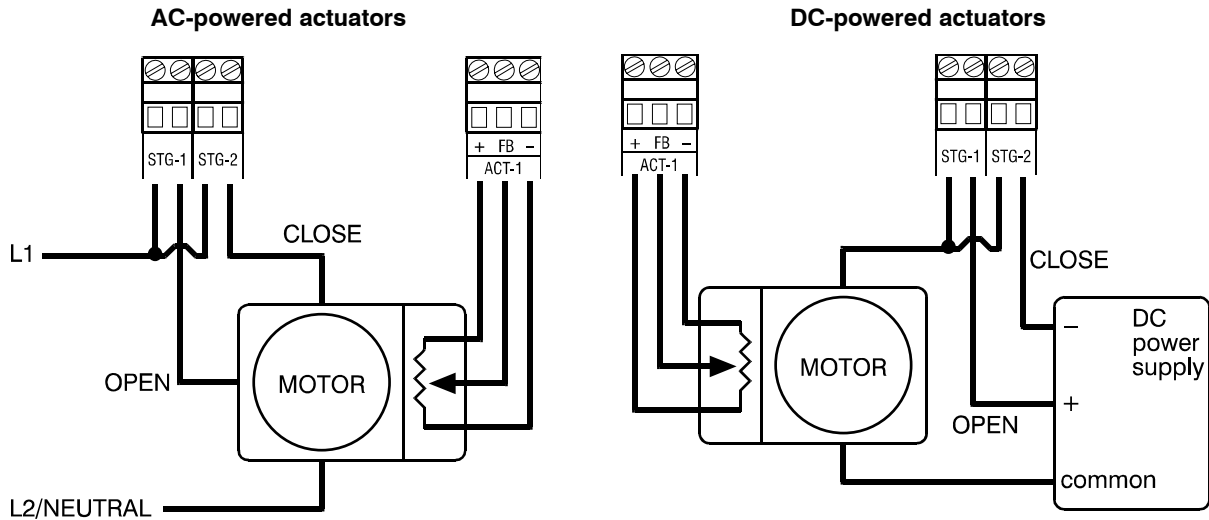 AC-powered actuators
STG-1 STG-2
+ FB −
ACT-1
L1
CLOSE
OPEN
MOTOR
L2/NEUTRAL
DC-powered actuators
+ FB −
ACT-1
STG-1 STG-2
CLOSE
MOTOR
OPEN
−
DC
power
supply
+
common